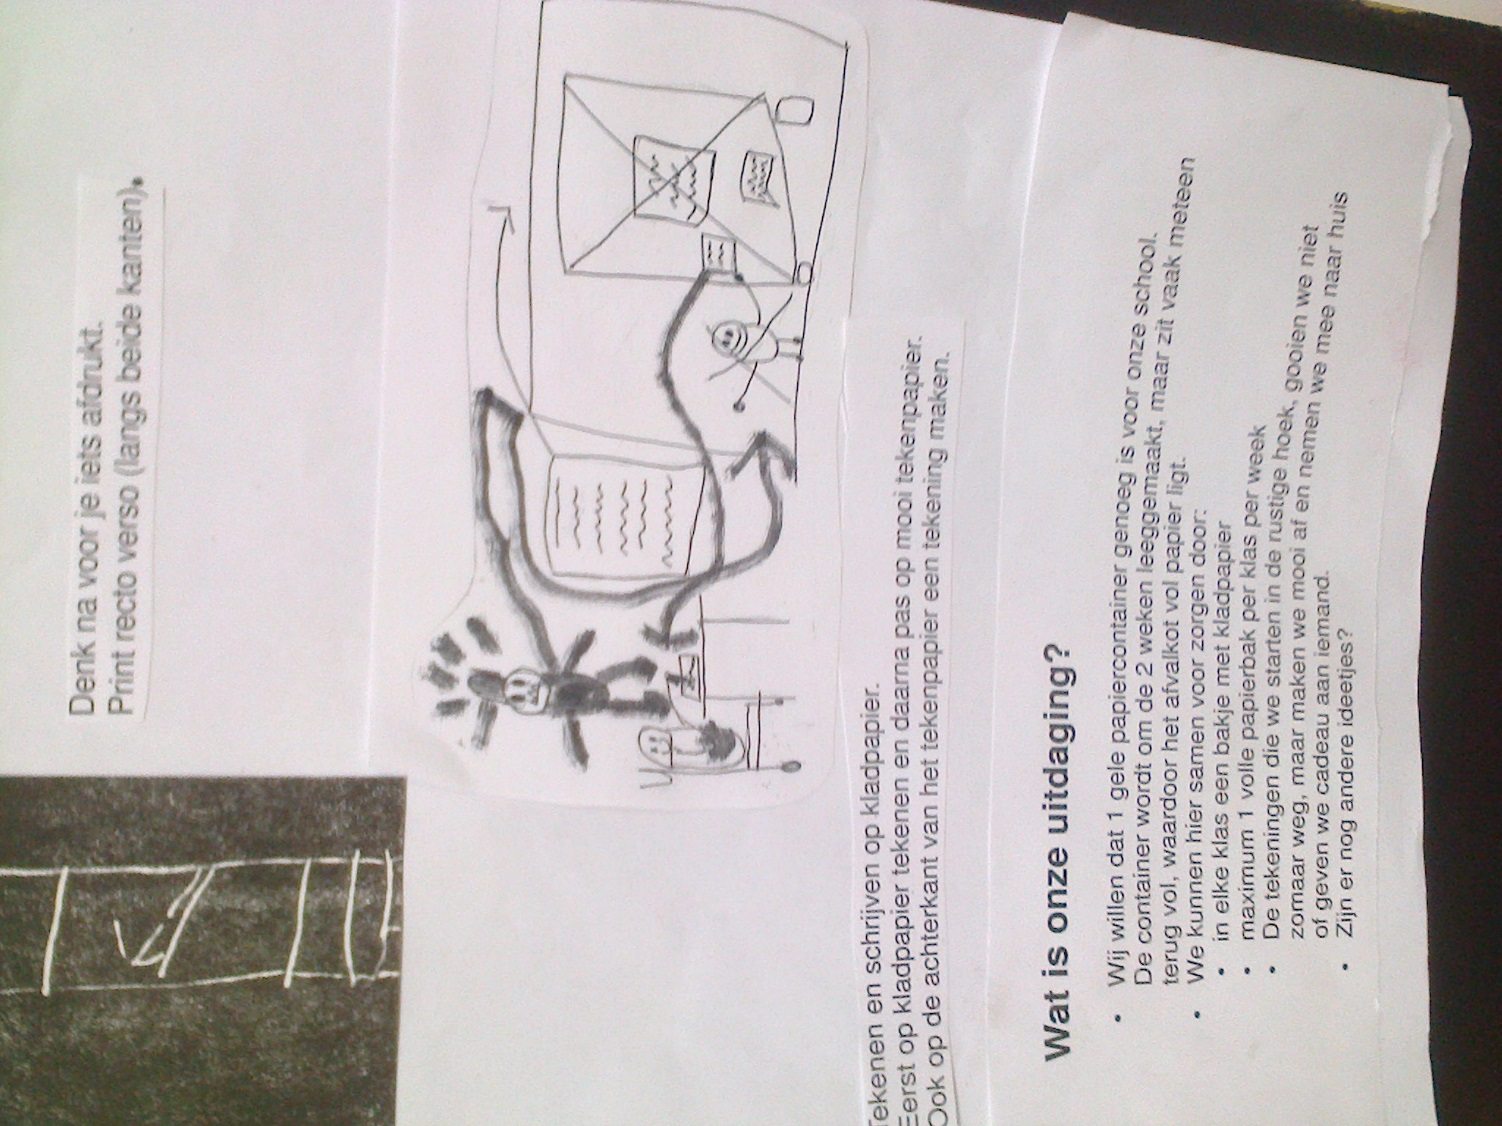 Denk na voor je iets afdrukt.
Print recto verso (langs beide kanten).
Tekenen en schrijven op kladpapier.
Eerst op kladpapier tekenen en daarna pas op mooi tekenpapier.
Ook op de achterkant van het tekenpapier een tekening maken.
Wat is onze uitdaging?
• Wij willen dat 1 gele papiercontainer genoeg is voor onze school.
De container wordt om de 2 weken leeggemaakt, maar zit vaak meteen
terug vol, waardoor het afvalkot vol papier ligt.
• We kunnen hier samen voor zorgen door:
• in elke klas een bakje met kladpapier
• maximum 1 volle papierbak per klas per week
• De tekeningen die we starten in de rustige hoek, gooien we niet
zomaar weg, maar maken we mooi af en nemen we mee naar huis
of geven we cadeau aan iemand.
• Zijn er nog andere ideetjes?